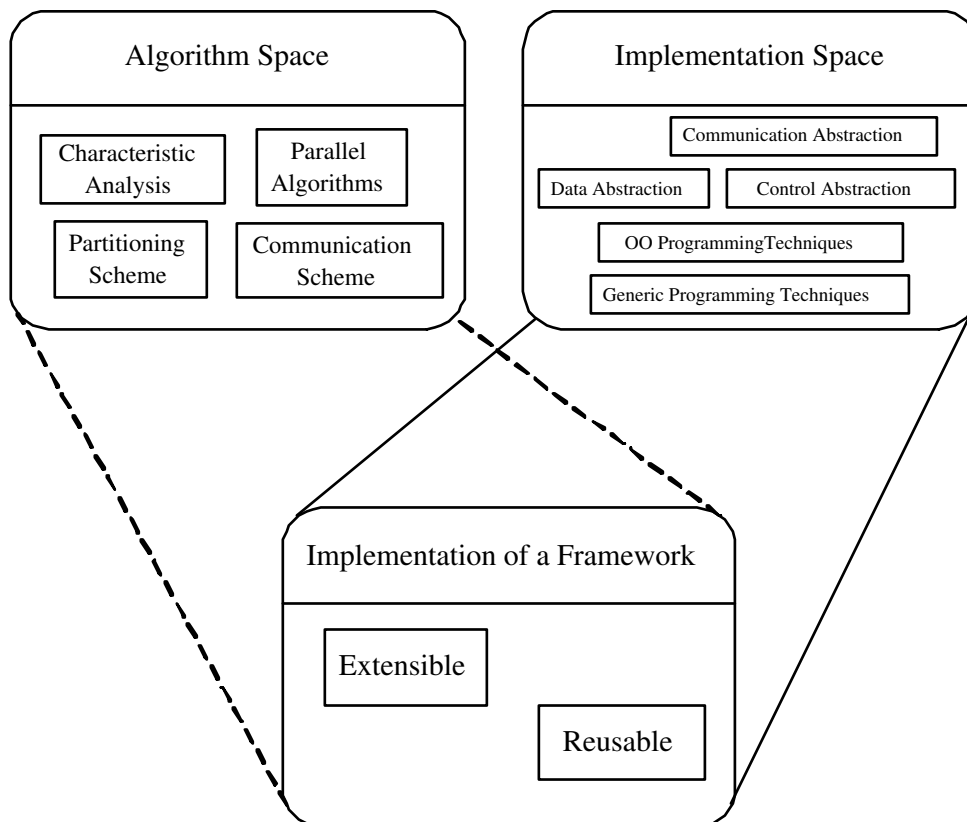 Algorithm Space
Characteristic
Analysis
Parallel
Algorithms
Partitioning
Scheme
Communication
Scheme
Implementation Space
Communication Abstraction
Data Abstraction
Control Abstraction
OO ProgrammingTechniques
Generic Programming Techniques
Implementation of a Framework
Extensible
Reusable